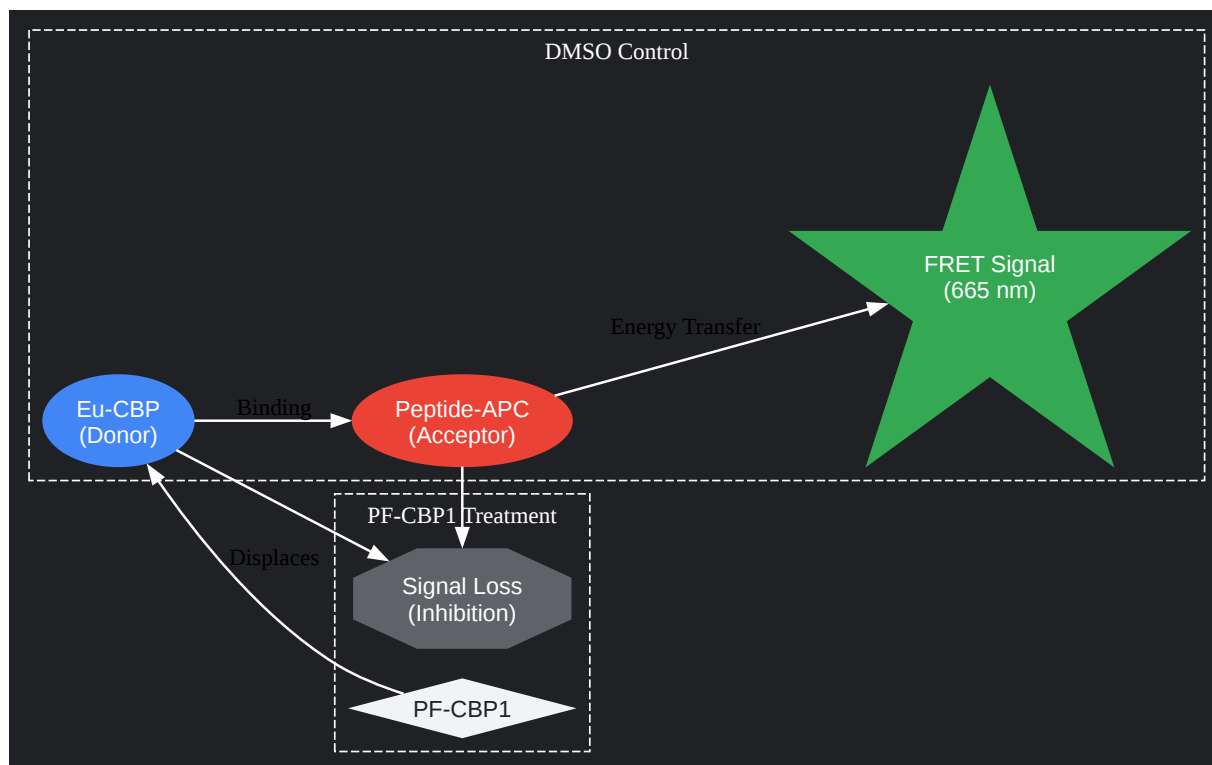 DMSO Control
FRET Signal
(665 nm)
Energy Transfer
Eu-CBP
(Donor)
Binding
Peptide-APC
(Acceptor)
PF-CBP1 Treatment
Displaces
Signal Loss
(Inhibition)
PF-CBP1